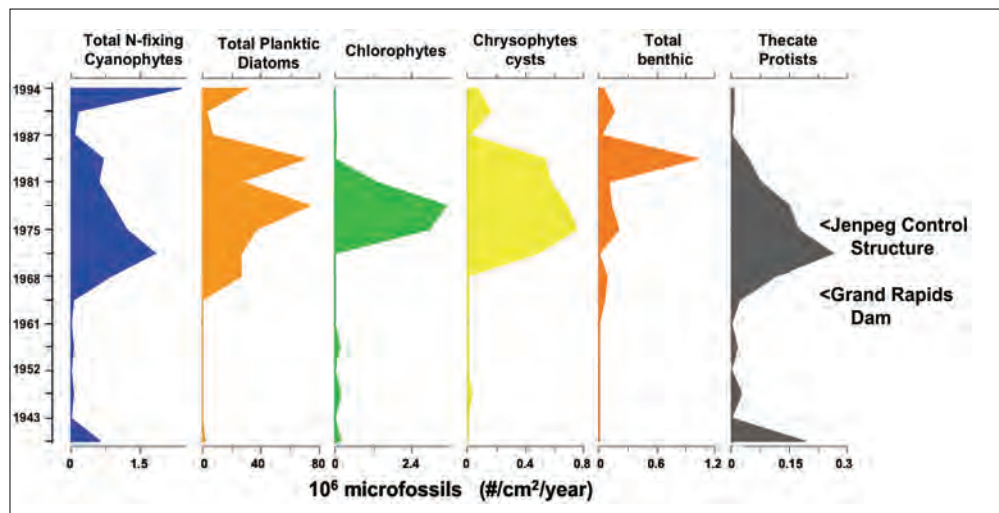 Total N-fixing
Cyanophytes
Total Planktic
Diatoms
Chlorophytes
Chrysophytes
cysts
Total
benthic
Thecate
Protists
1994
1987
1981
1975
1968
1961
1952
1943
<Jenpeg Control
Structure
<Grand Rapids
Dam
0 1.5
0 40 80
0 2.4
0 0.4 0.8
0 0.6 1.2
0 0.15 0.3
10⁶ microfossils (#/cm²/year)